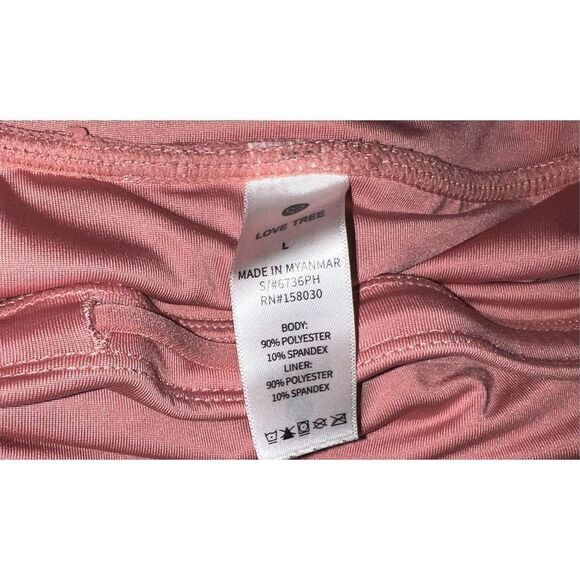 LOVE TREE
L
MADE IN MYANMAR
S/#6736PH
RN#158030
BODY:
90% POLYESTER
10% SPANDEX
LINER:
90% POLYESTER
10% SPANDEX